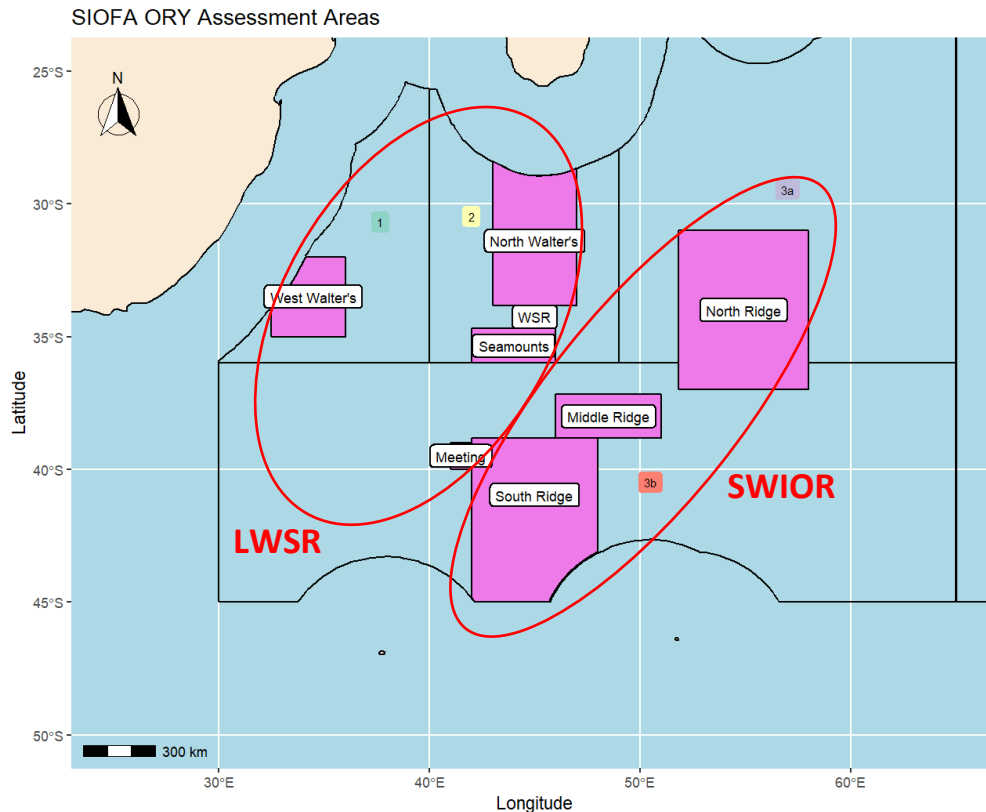 SIOFA ORY Assessment Areas
25°S
30°S
35°S
40°S
45°S
50°S
Latitude
N
1
2
3a
North Walter's
West Walter's
North Ridge
WSR
Seamounts
Middle Ridge
Meeting
South Ridge
3b
SWIOR
LWSR
300 km
30°E
40°E
50°E
60°E
Longitude